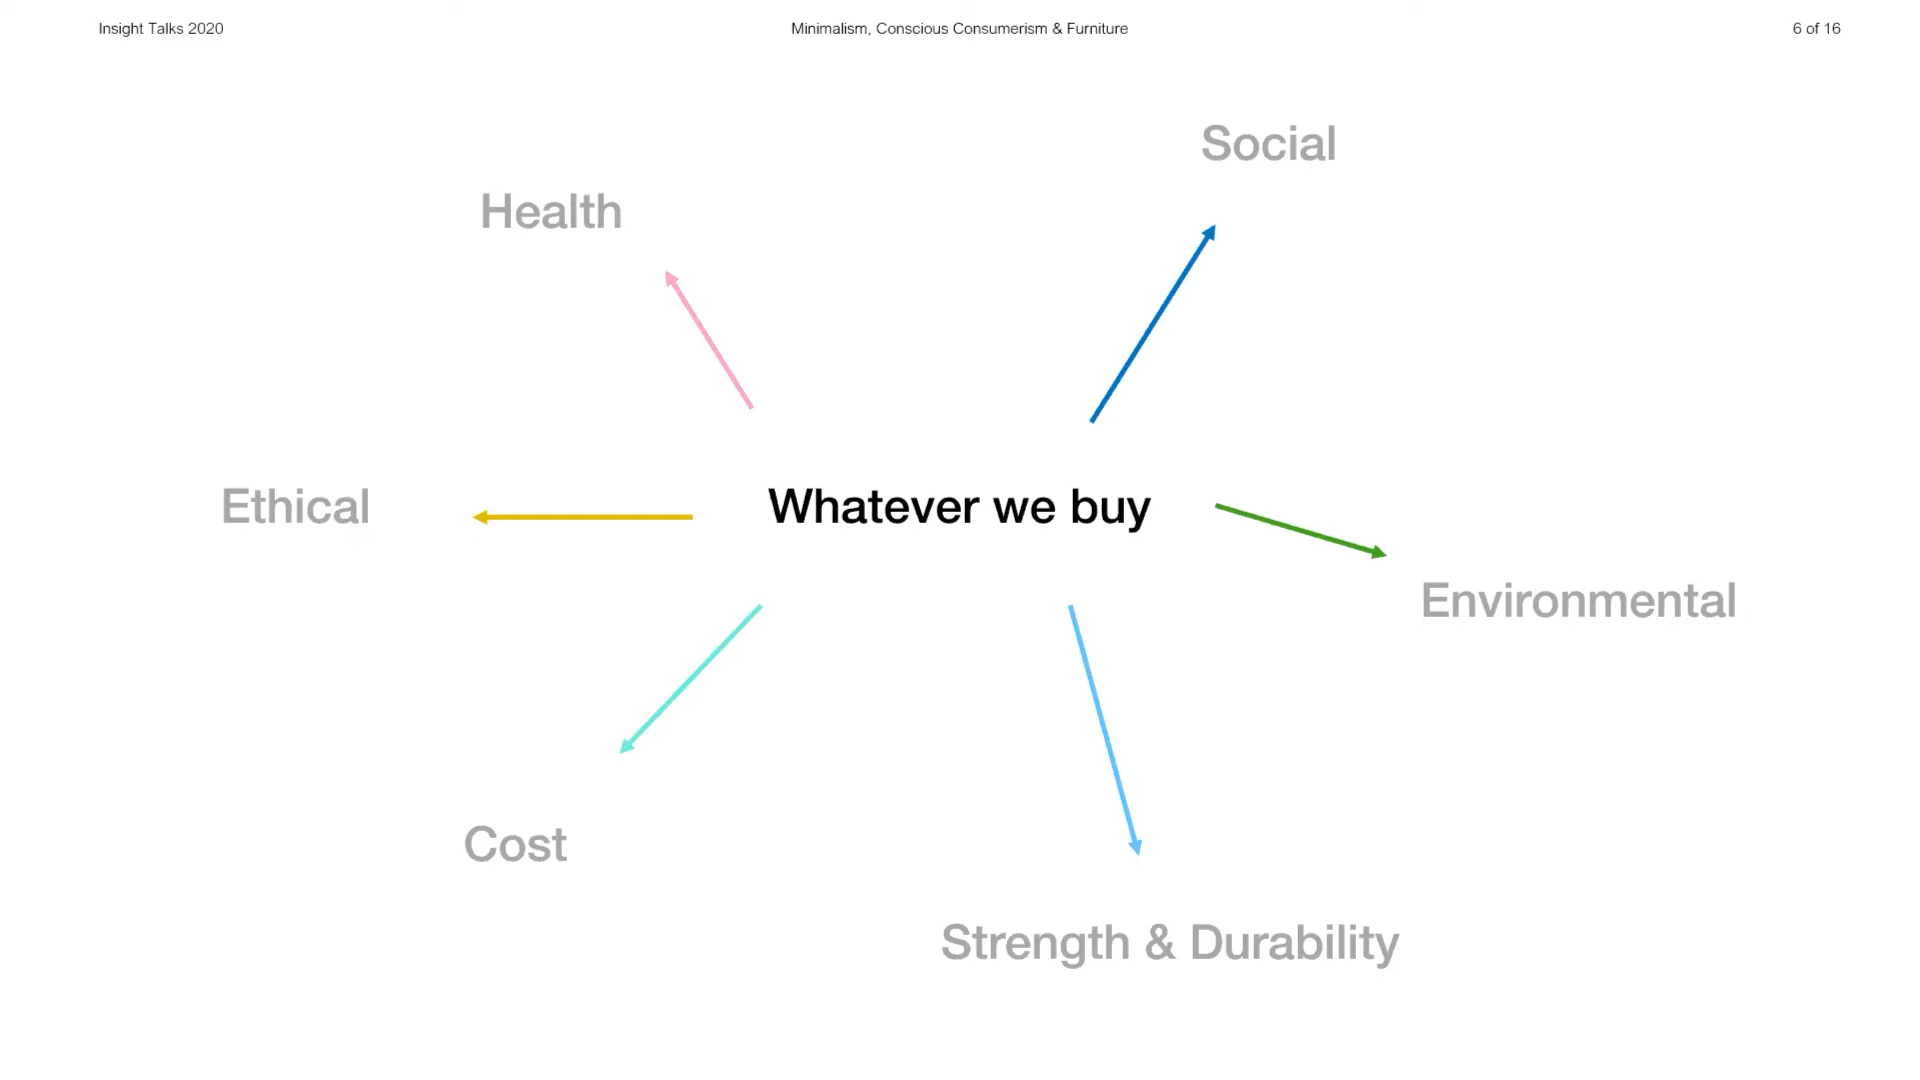 Insight Talks 2020
Minimalism, Conscious Consumerism & Furniture
6 of 16
Social
Health
Ethical
Whatever we buy
Environmental
Cost
Strength & Durability